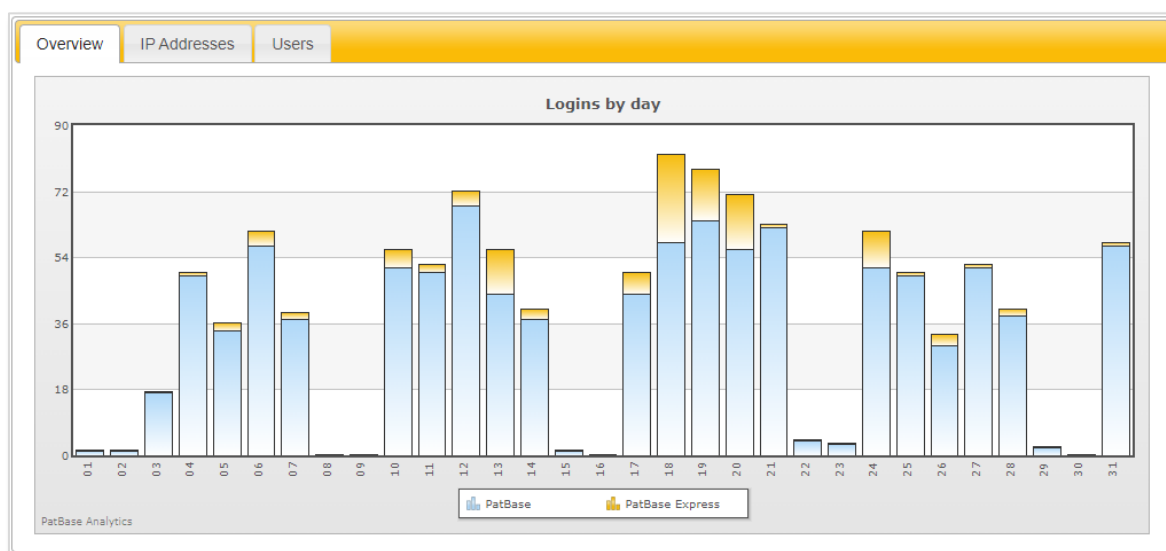 Overview IP Addresses Users
Logins by day
90
72
54
36
18
0
01 02 03 04 05 06 07 08 09 10 11 12 13 14 15 16 17 18 19 20 21 22 23 24 25 26 27 28 29 30 31
PatBase PatBase Express
PatBase Analytics